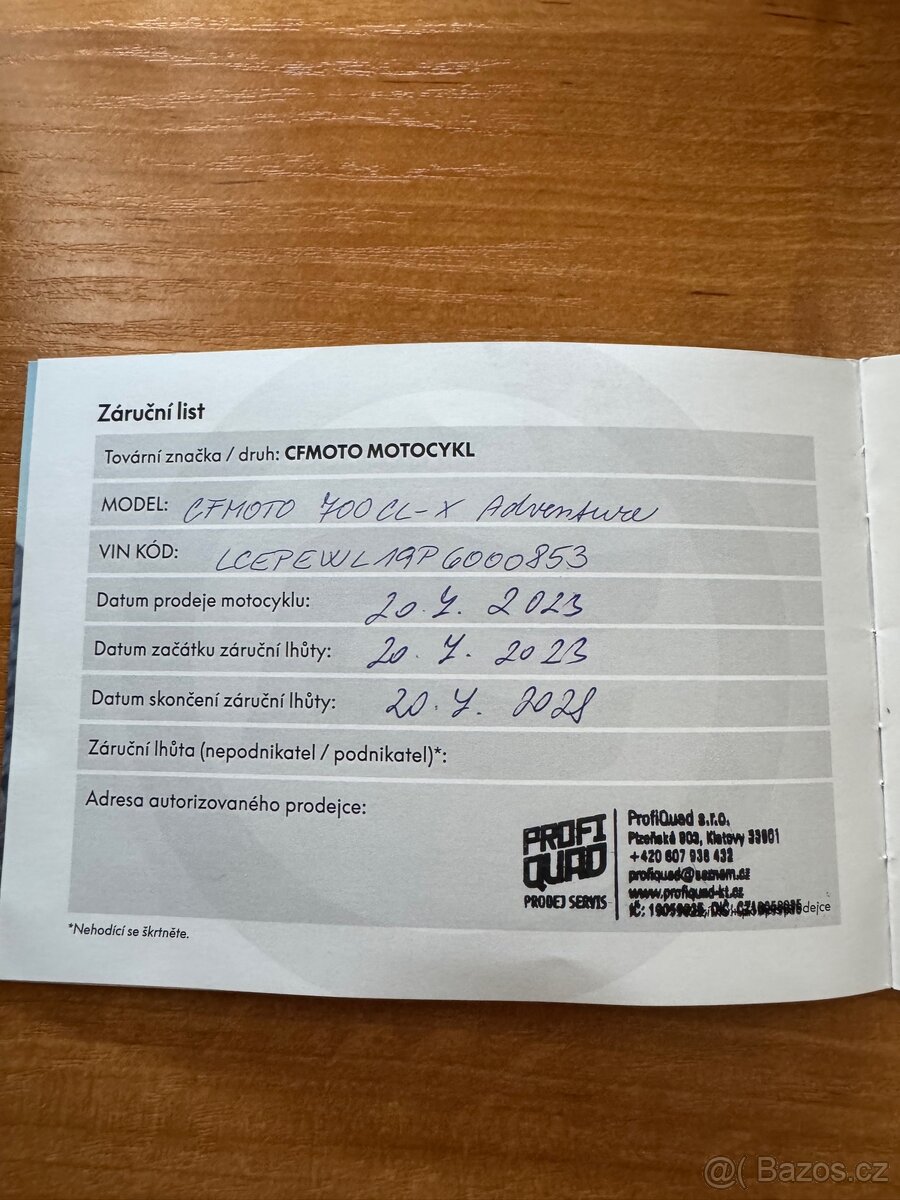 Záruční list
Tovární značka / druh: CFMOTO MOTOCYKL
MODEL: CFMOTO 700CL-X Adventure
VIN KÓD: LCEPEWL19P6000853
Datum prodeje motocyklu: 20.7. 2023
Datum začátku záruční lhůty: 20.7. 2023
Datum skončení záruční lhůty: 20.7. 2028
Záruční lhůta (nepodnikatel / podnikatel)*:
Adresa autorizovaného prodejce:
PROFI
QUAD
PRODEJ SERVIS
ProfiQuad s.r.o.
Plzeňská 903, Klatovy 33901
+420 607 938 432
profiquad@seznam.cz
www.profiquad-kt.cz
IČ:
*Nehodící se škrtněte.
@( Bazoš.cz